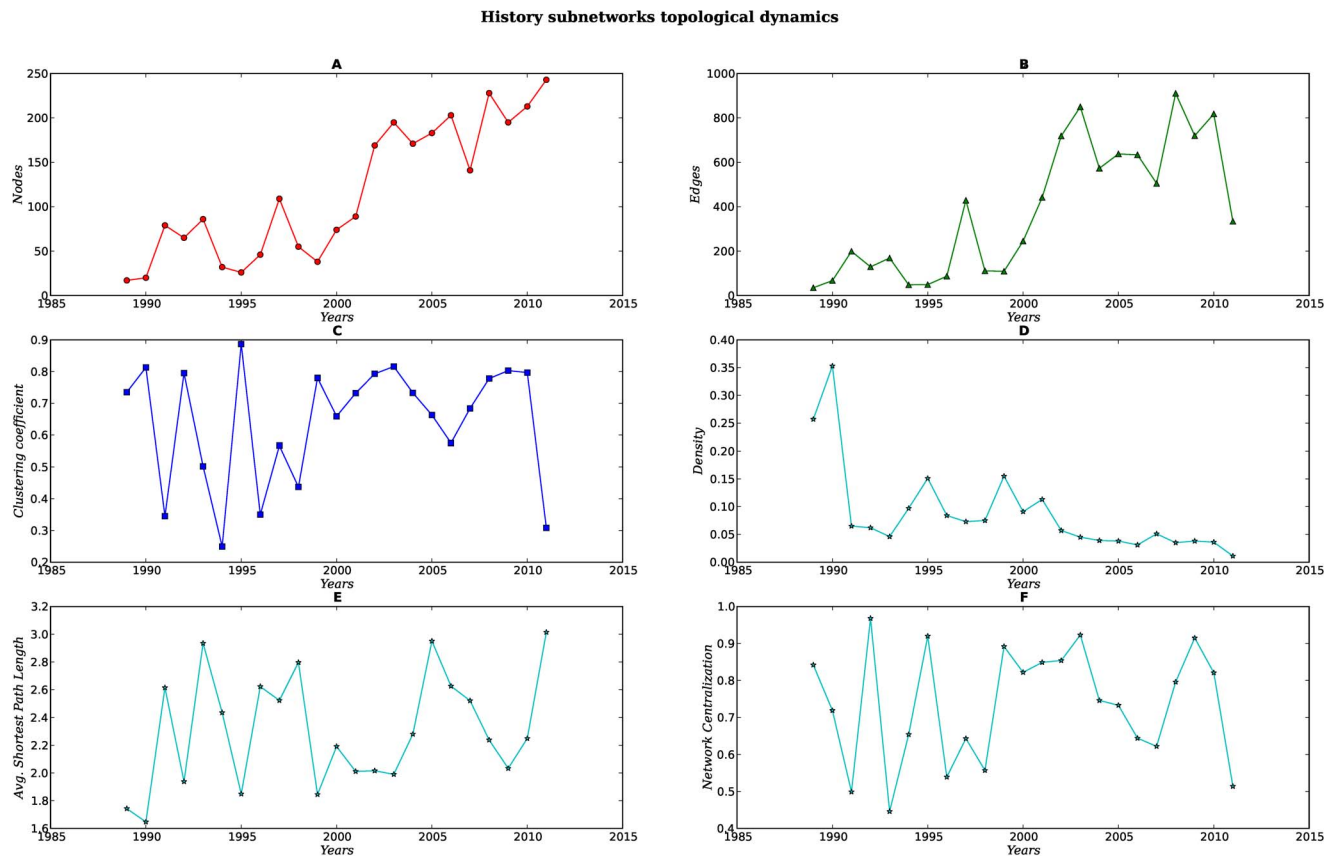 History subnetworks topological dynamics
A
250
200
150
100
50
0
Nodes
1985 1990 1995 2000 2005 2010 2015
Years
B
1000
800
600
400
200
0
Edges
1985 1990 1995 2000 2005 2010 2015
Years
C
0.9
0.8
0.7
0.6
0.5
0.4
0.3
0.2
Clustering coefficient
1985 1990 1995 2000 2005 2010 2015
Years
D
0.40
0.35
0.30
0.25
0.20
0.15
0.10
0.05
0.00
Density
1985 1990 1995 2000 2005 2010 2015
Years
E
3.2
3.0
2.8
2.6
2.4
2.2
2.0
1.8
1.6
Avg. Shortest Path Length
1985 1990 1995 2000 2005 2010 2015
Years
F
1.0
0.9
0.8
0.7
0.6
0.5
0.4
Network Centralization
1985 1990 1995 2000 2005 2010 2015
Years